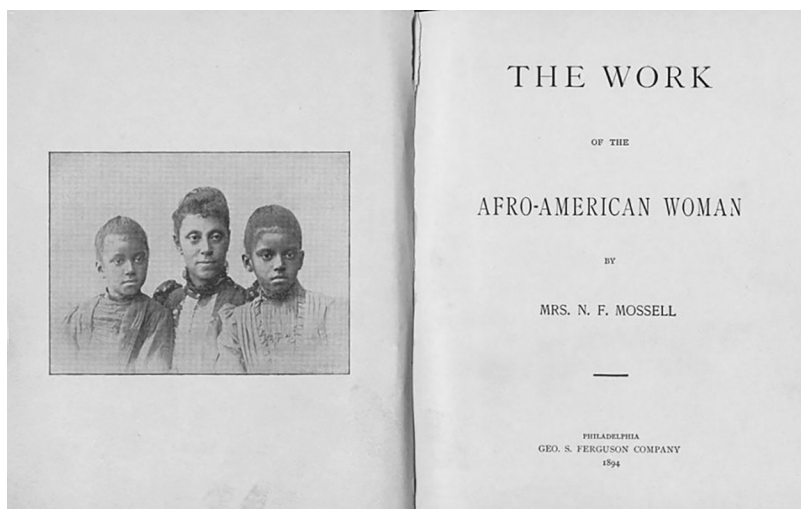 THE WORK
OF THE
AFRO-AMERICAN WOMAN
BY
MRS. N. F. MOSSELL
PHILADELPHIA
GEO. S. FERGUSON COMPANY
1894